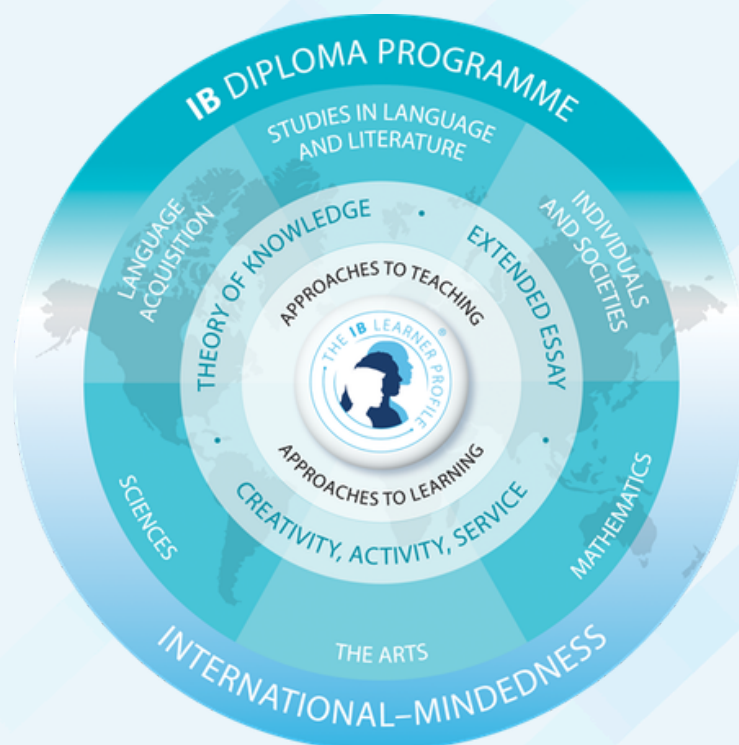 IB DIPLOMA PROGRAMME
STUDIES IN LANGUAGE
AND LITERATURE
LANGUAGE
ACQUISITION
INDIVIDUALS
AND SOCIETIES
THEORY OF KNOWLEDGE •
EXTENDED ESSAY •
APPROACHES TO TEACHING
THE IB LEARNER PROFILE ®
APPROACHES TO LEARNING
CREATIVITY, ACTIVITY, SERVICE •
SCIENCES
MATHEMATICS
THE ARTS
INTERNATIONAL–MINDEDNESS